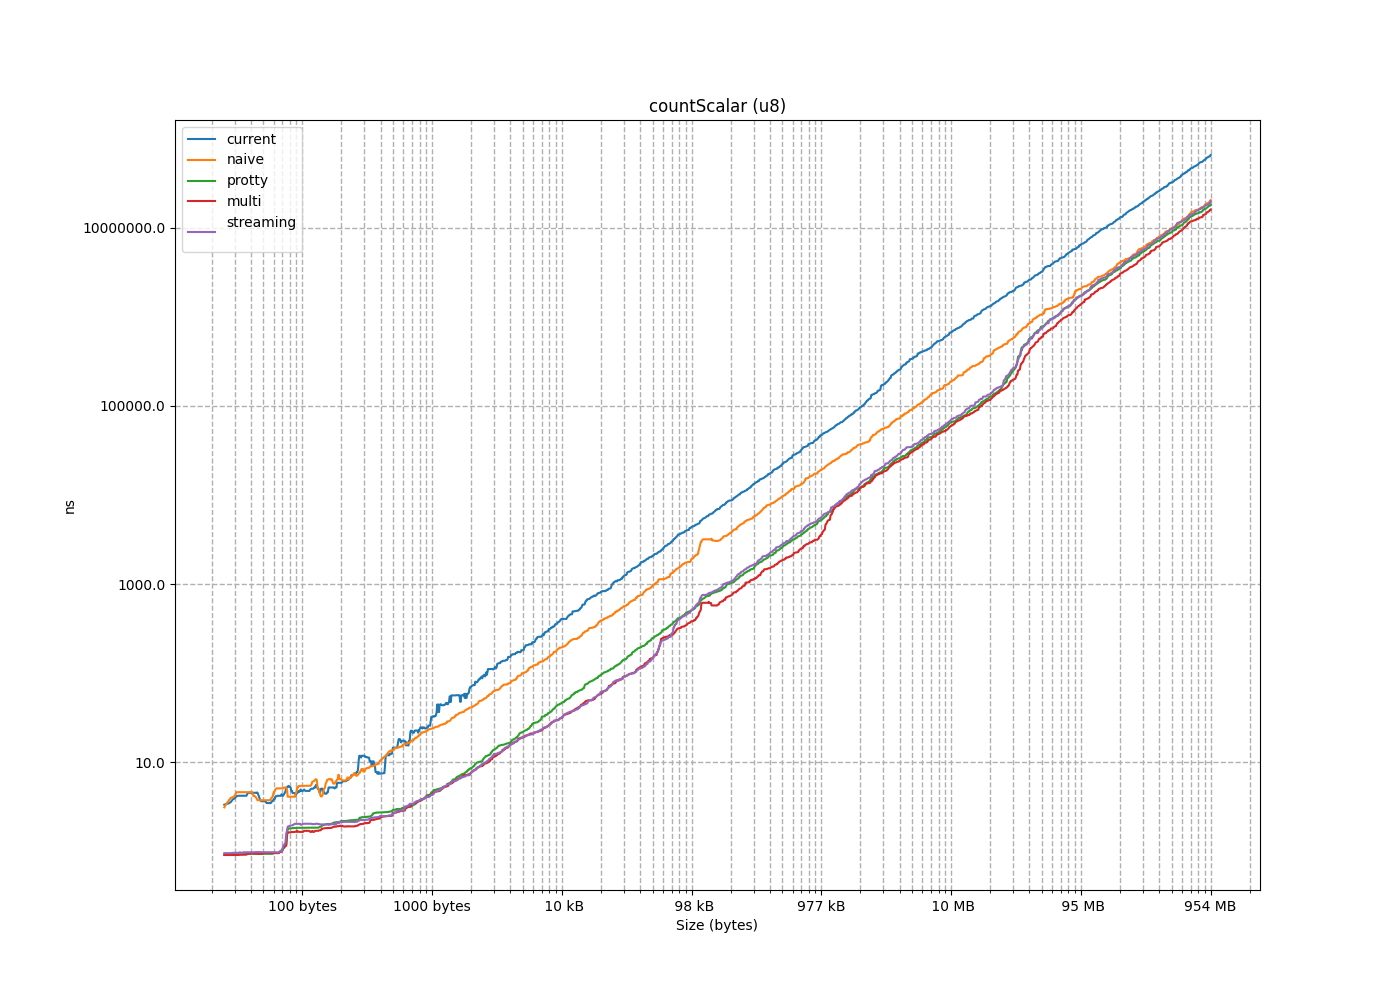 countScalar (u8)
current
naive
protty
multi
streaming
10000000.0
100000.0
ns
1000.0
10.0
100 bytes 1000 bytes 10 kB 98 kB 977 kB 10 MB 95 MB 954 MB
Size (bytes)